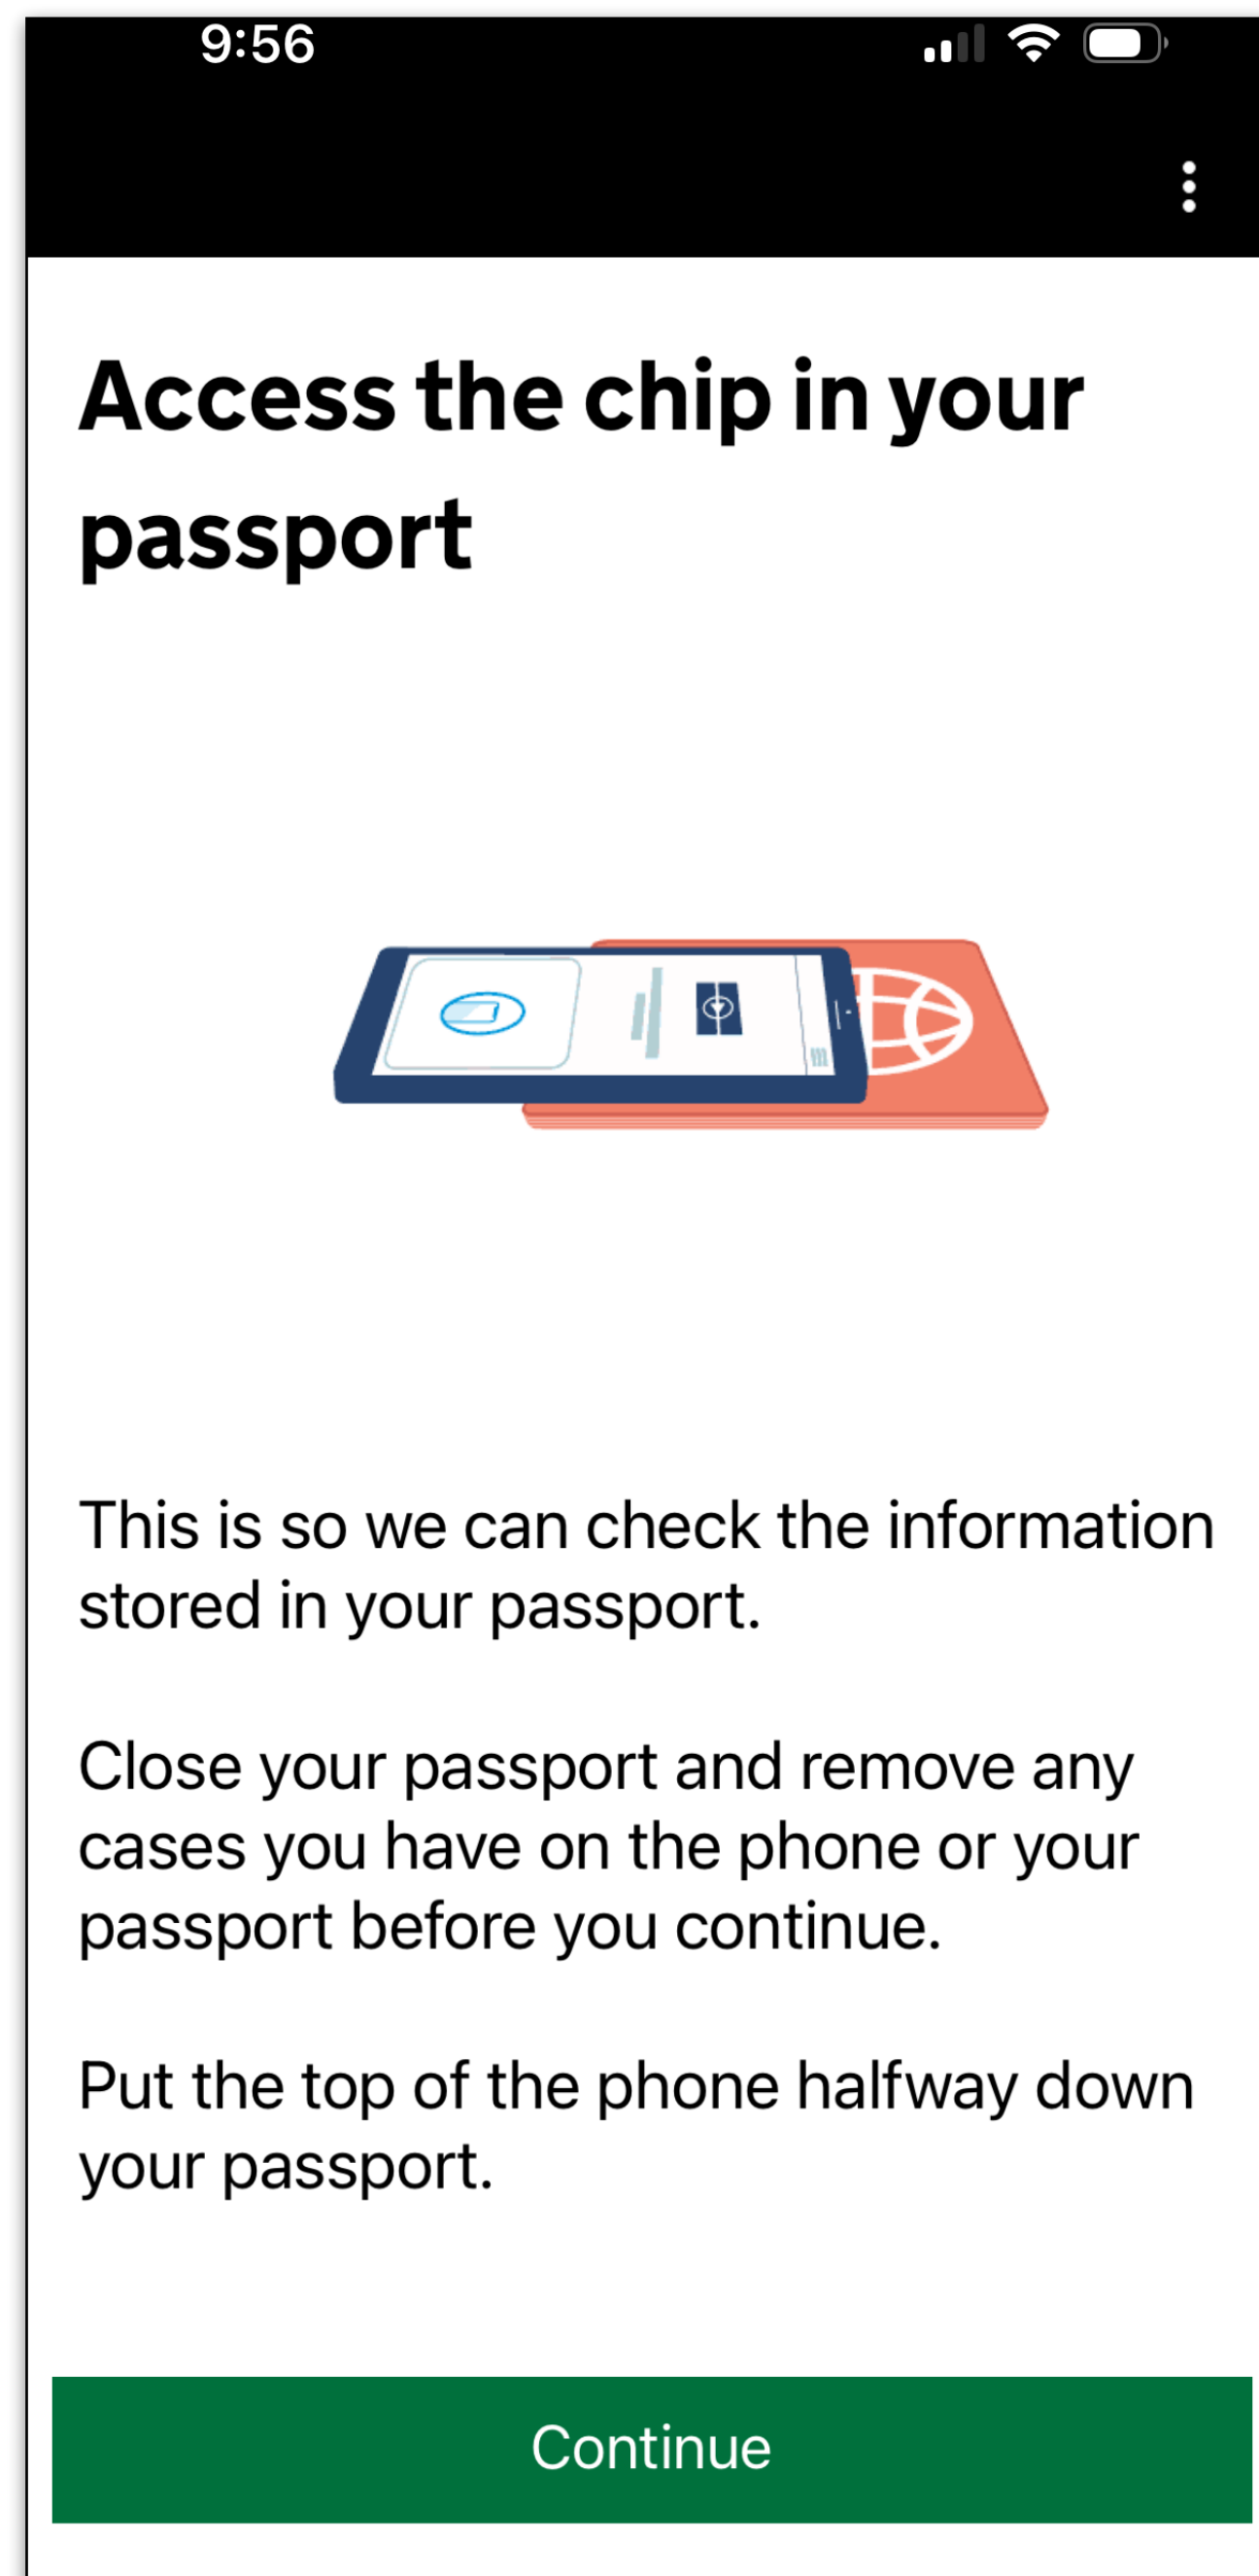 9:56
Access the chip in your
passport
This is so we can check the information
stored in your passport.
Close your passport and remove any
cases you have on the phone or your
passport before you continue.
Put the top of the phone halfway down
your passport.
Continue